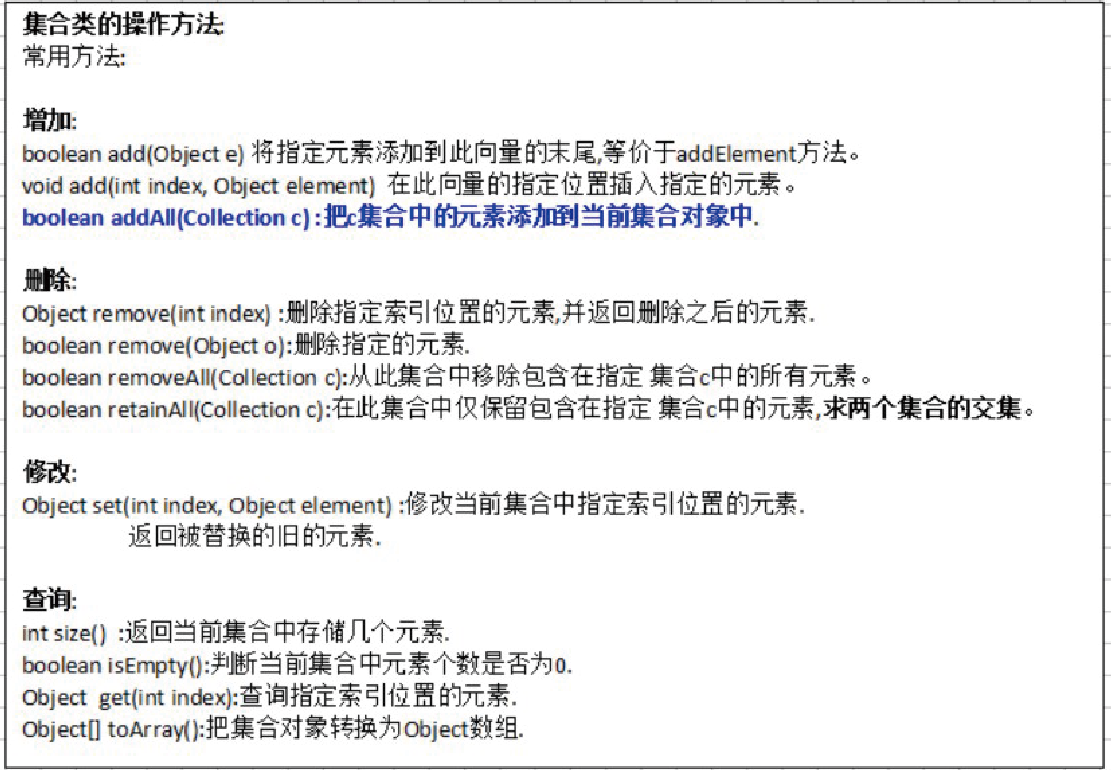 集合类的操作方法:
常用方法:
增加:
boolean add(Object e) 将指定元素添加到此向量的末尾,等价于addElement方法。
void add(int index, Object element) 在此向量的指定位置插入指定的元素。
boolean addAll(Collection c) :把c集合中的元素添加到当前集合对象中.
删除:
Object remove(int index) :删除指定索引位置的元素,并返回删除之后的元素.
boolean remove(Object o):删除指定的元素.
boolean removeAll(Collection c):从此集合中移除包含在指定 集合c中的所有元素。
boolean retainAll(Collection c):在此集合中仅保留包含在指定 集合c中的元素,求两个集合的交集。
修改:
Object set(int index, Object element) :修改当前集合中指定索引位置的元素.
返回被替换的旧的元素.
查询:
int size() :返回当前集合中存储几个元素.
boolean isEmpty():判断当前集合中元素个数是否为0.
Object get(int index):查询指定索引位置的元素.
Object[] toArray():把集合对象转换为Object数组.